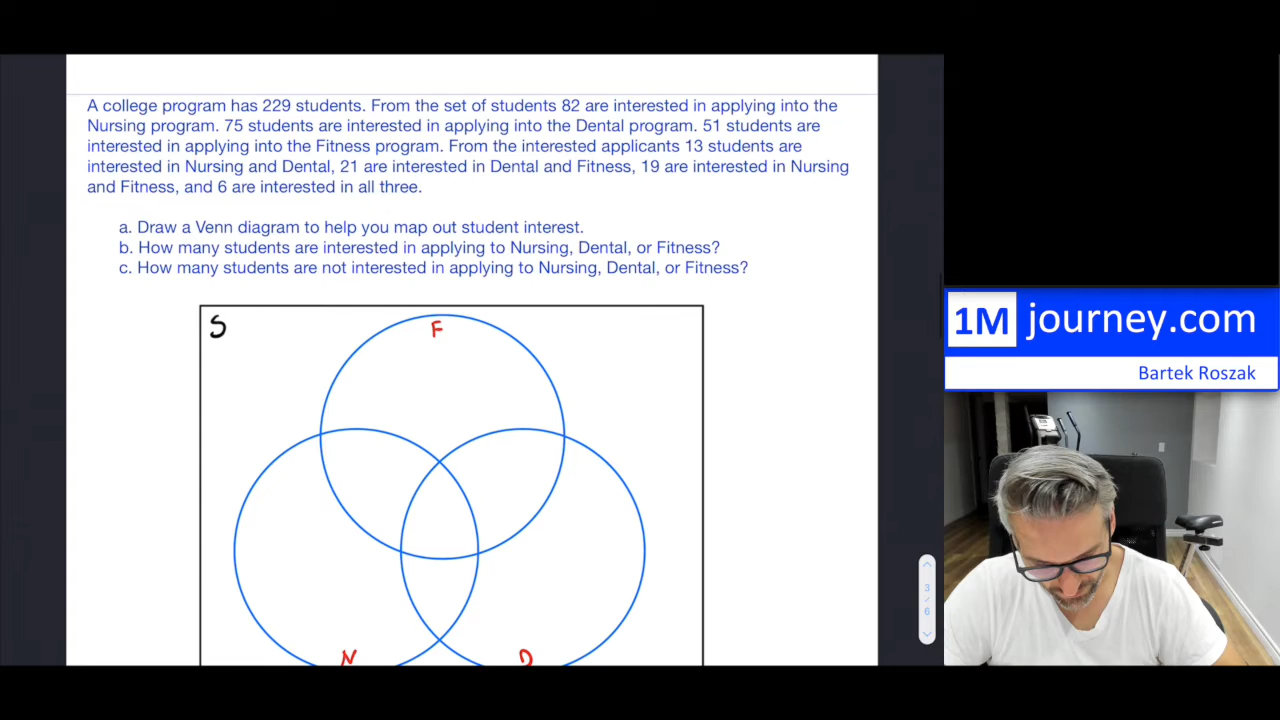 A college program has 229 students. From the set of students 82 are interested in applying into the
Nursing program. 75 students are interested in applying into the Dental program. 51 students are
interested in applying into the Fitness program. From the interested applicants 13 students are
interested in Nursing and Dental, 21 are interested in Dental and Fitness, 19 are interested in Nursing
and Fitness, and 6 are interested in all three.
a. Draw a Venn diagram to help you map out student interest.
b. How many students are interested in applying to Nursing, Dental, or Fitness?
c. How many students are not interested in applying to Nursing, Dental, or Fitness?
S
F
N
D
3
/
6
1M journey.com
Bartek Roszak